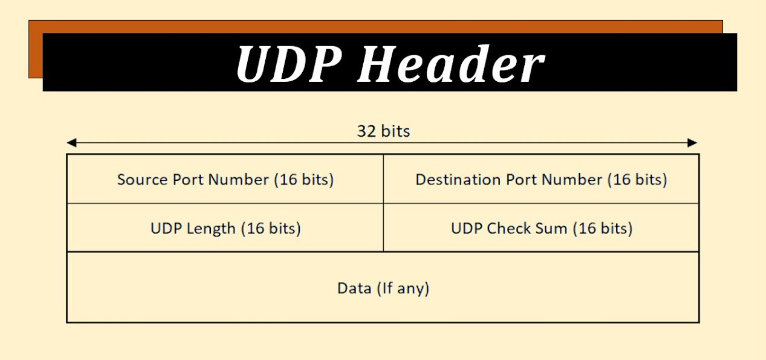 UDP Header
32 bits
Source Port Number (16 bits)
Destination Port Number (16 bits)
UDP Length (16 bits)
UDP Check Sum (16 bits)
Data (If any)